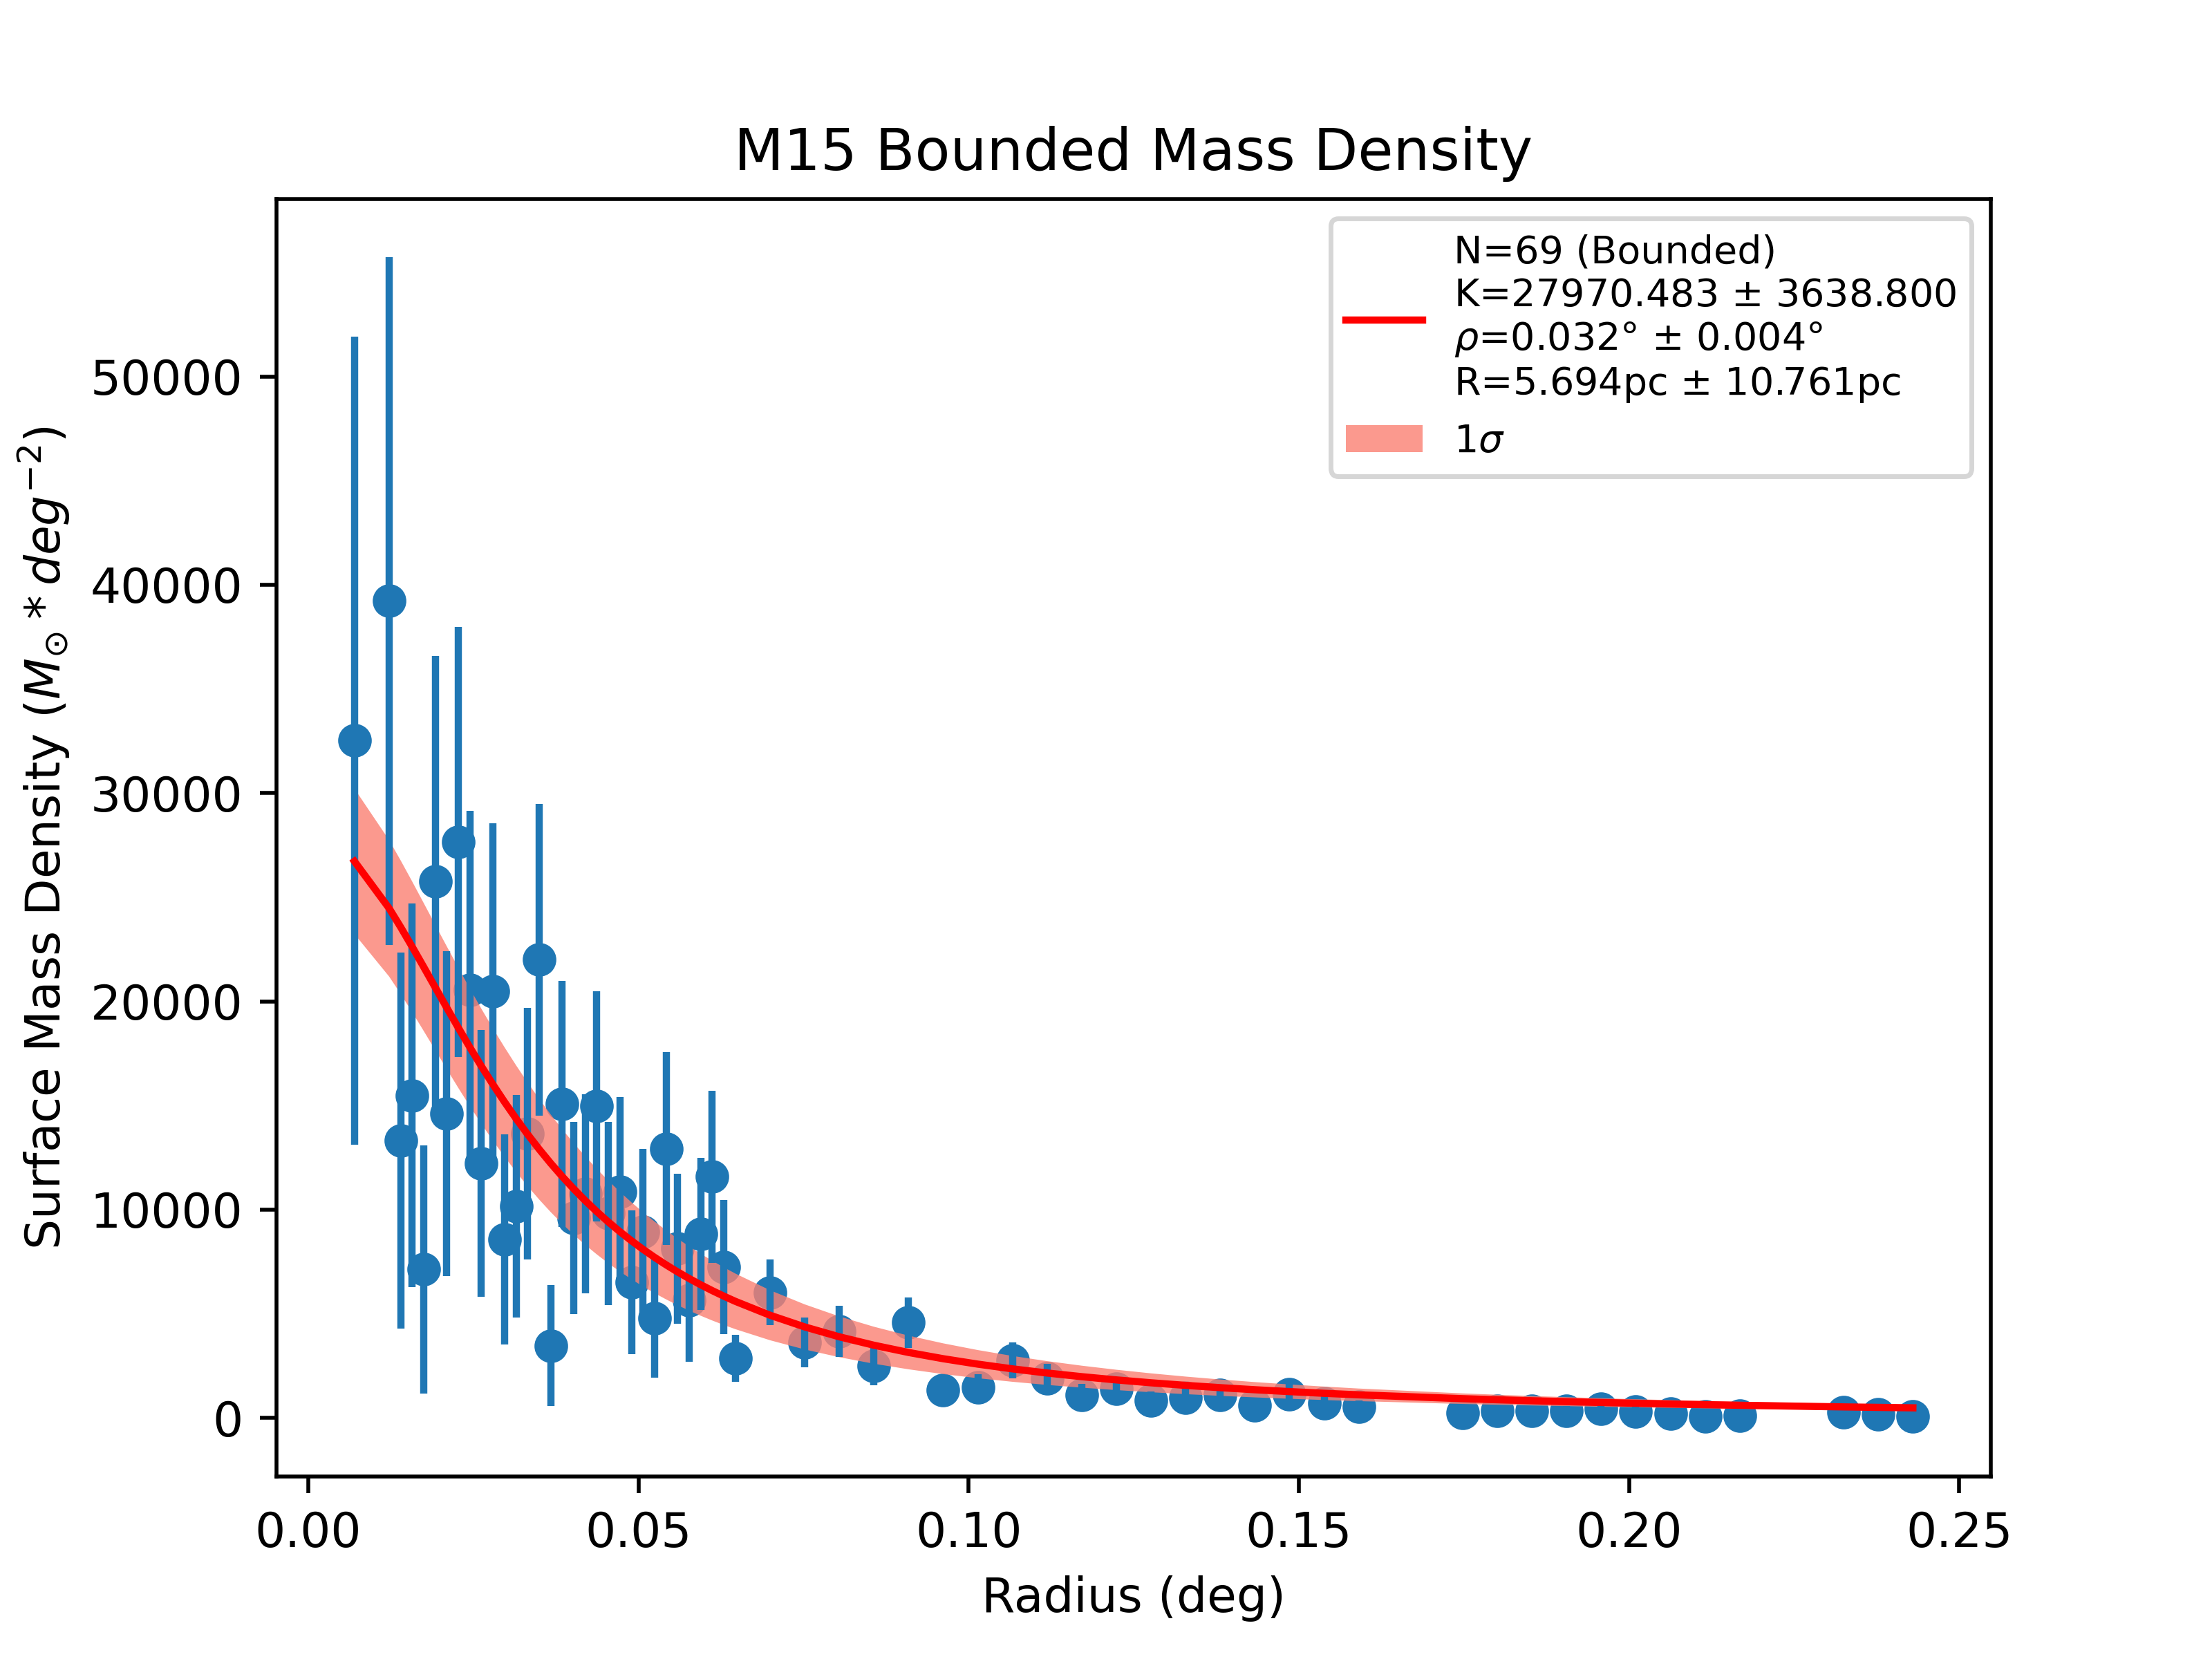 M15 Bounded Mass Density
N=69 (Bounded)
K=27970.483 ± 3638.800
ρ=0.032° ± 0.004°
R=5.694pc ± 10.761pc
1σ
Surface Mass Density (M⊙ * deg⁻²)
50000
40000
30000
20000
10000
0
0.00 0.05 0.10 0.15 0.20 0.25
Radius (deg)